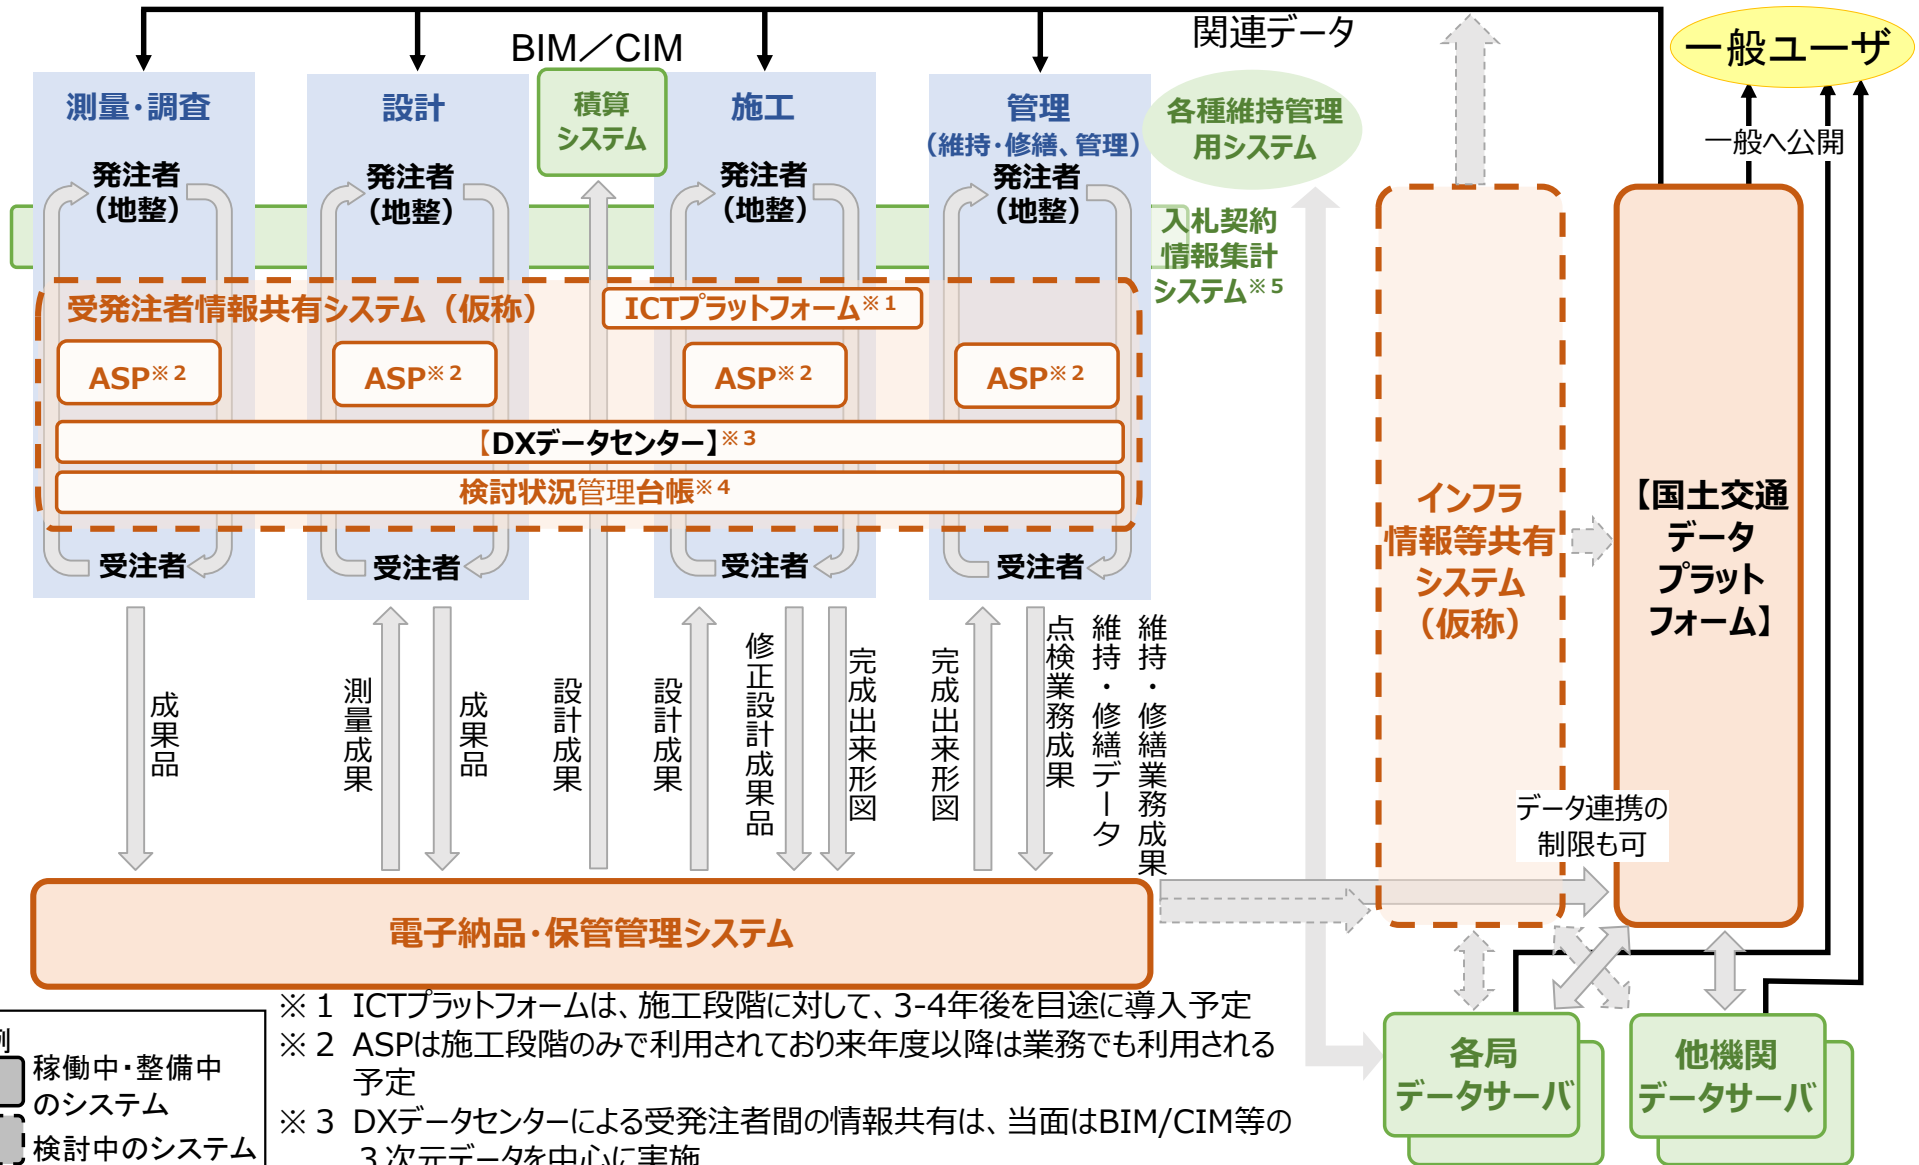 関連データ
一般ユーザ
BIM／CIM
測量･調査
設計
積算
システム
施工
管理
（維持･修繕、管理）
各種維持管理
用システム
一般へ公開
発注者
（地整）
発注者
（地整）
発注者
（地整）
発注者
（地整）
入札契約
情報集計
システム※５
受発注者情報共有システム（仮称）
ICTプラットフォーム※１
ASP※２
ASP※２
ASP※２
ASP※２
【DXデータセンター】※３
検討状況管理台帳※４
受注者
受注者
受注者
受注者
インフラ
情報等共有
システム
（仮称）
【国土交通
データ
プラット
フォーム】
成果品
測量成果
成果品
設計成果
設計成果
修正設計成果品
完成出来形図
完成出来形図
点検業務成果
維持・修繕データ
維持・修繕業務成果
データ連携の
制限も可
電子納品･保管管理システム
各局
データサーバ
他機関
データサーバ
例
稼働中･整備中
のシステム
検討中のシステム
※１ ICTプラットフォームは、施工段階に対して、3-4年後を目途に導入予定
※２ ASPは施工段階のみで利用されており来年度以降は業務でも利用される
予定
※３ DXデータセンターによる受発注者間の情報共有は、当面はBIM/CIM等の
３次元データを中心に実施